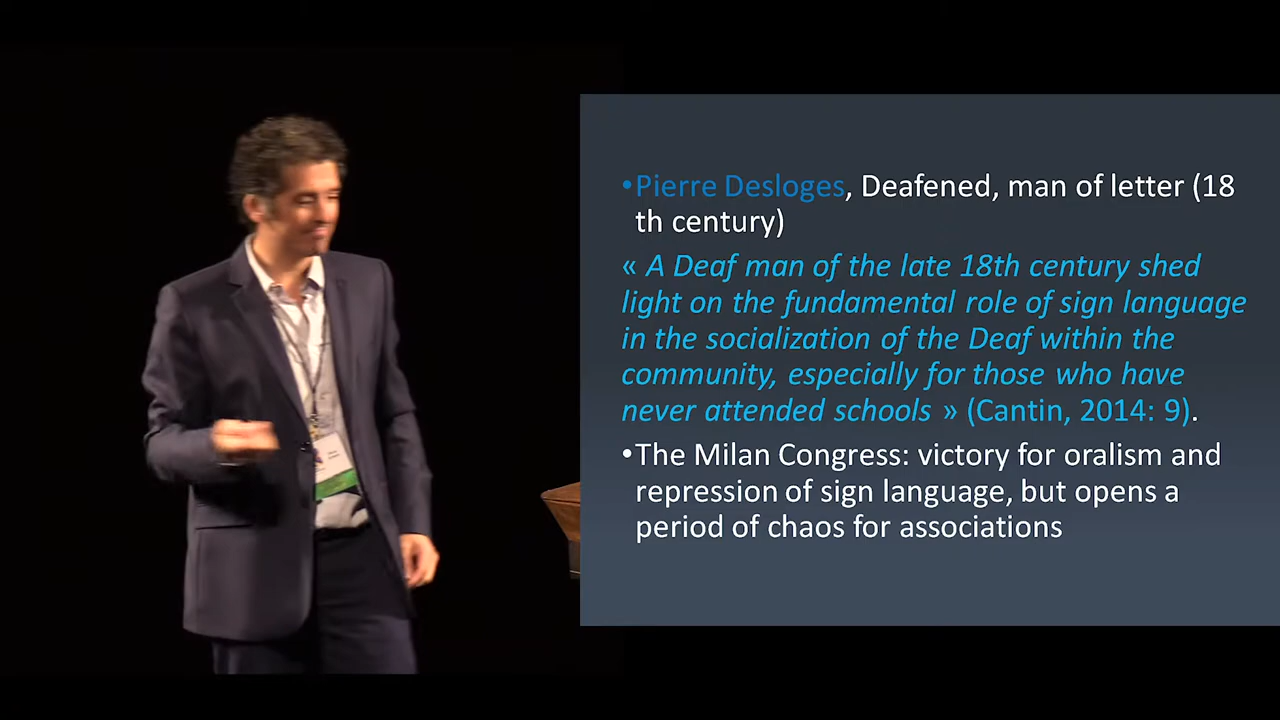 •Pierre Desloges, Deafened, man of letter (18
th century)
« A Deaf man of the late 18th century shed
light on the fundamental role of sign language
in the socialization of the Deaf within the
community, especially for those who have
never attended schools » (Cantin, 2014: 9).
•The Milan Congress: victory for oralism and
repression of sign language, but opens a
period of chaos for associations